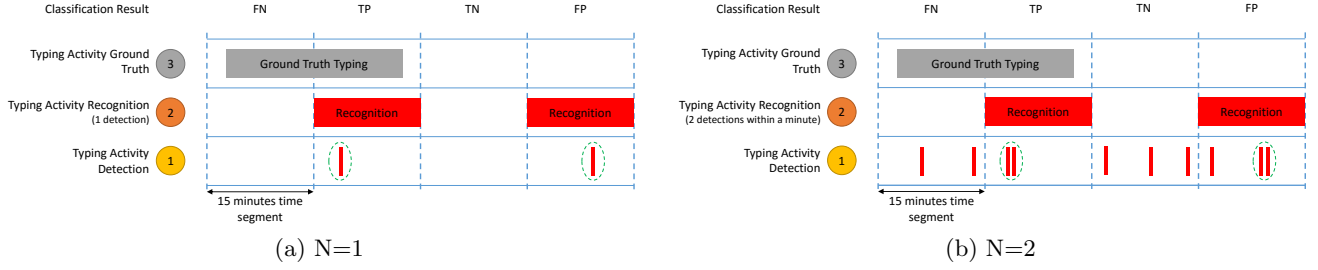 Classification Result FN TP TN FP
Typing Activity Ground
Truth
3
Ground Truth Typing
Typing Activity Recognition
(1 detection)
2
Recognition
Recognition
Typing Activity
Detection
1
15 minutes time
segment
(a) N=1
Classification Result FN TP TN FP
Typing Activity Ground
Truth
3
Ground Truth Typing
Typing Activity Recognition
(2 detections within a minute)
2
Recognition
Recognition
Typing Activity
Detection
1
15 minutes time
segment
(b) N=2